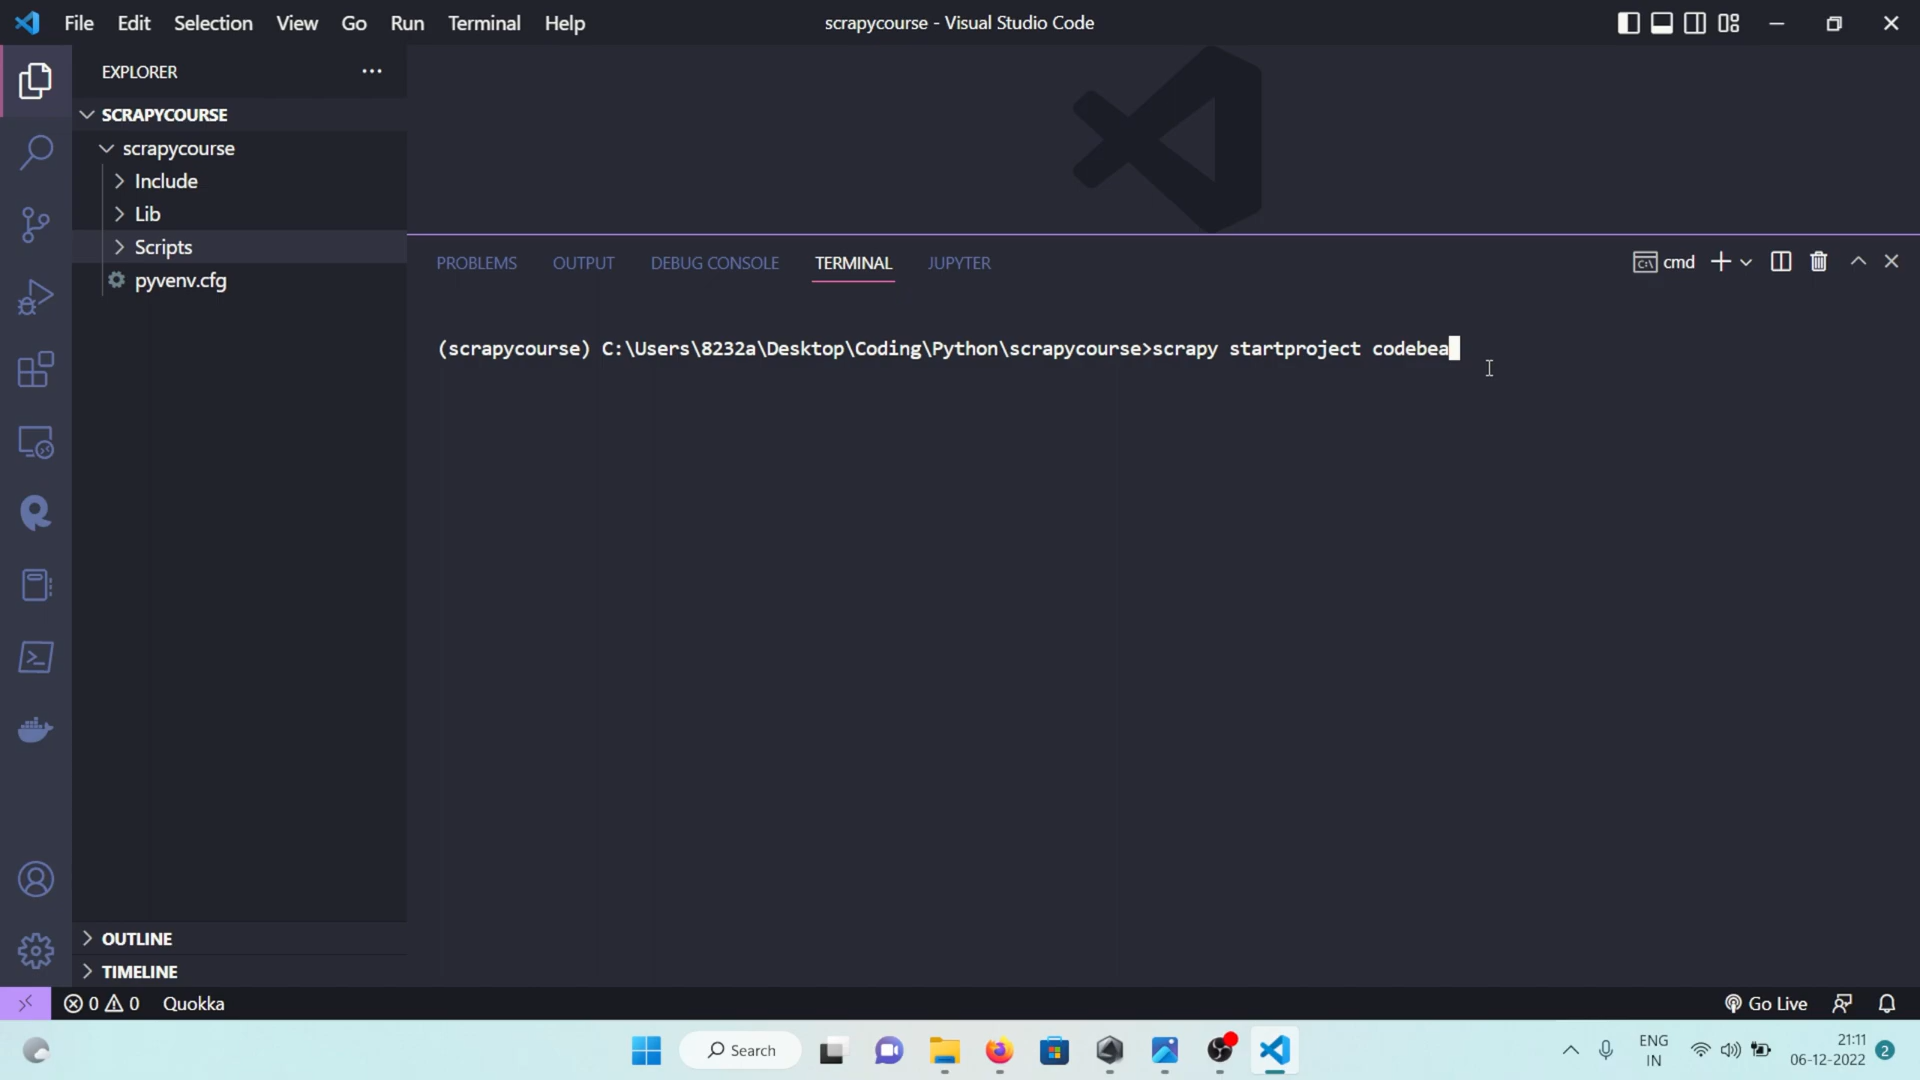 File Edit Selection View Go Run Terminal Help
scrapycourse - Visual Studio Code
EXPLORER
SCRAPYCOURSE
scrapycourse
Include
Lib
Scripts
pyvenv.cfg
PROBLEMS OUTPUT DEBUG CONSOLE TERMINAL JUPYTER
cmd
(scrapycourse) C:\Users\8232a\Desktop\Coding\Python\scrapycourse>scrapy startproject codebea
OUTLINE
TIMELINE
0 0 Quokka
Go Live
Search
ENG
IN
21:11
06-12-2022
2